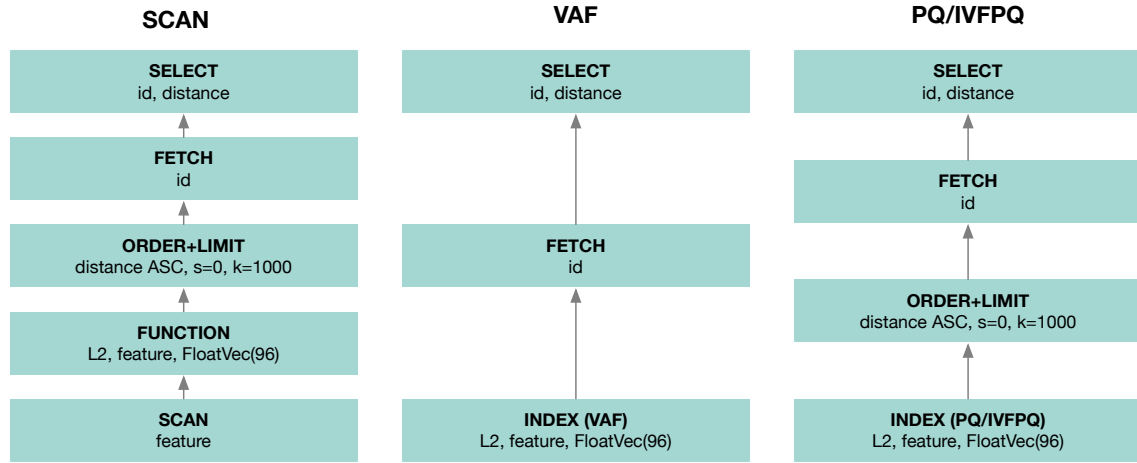 SCAN
SELECT
id, distance
FETCH
id
ORDER+LIMIT
distance ASC, s=0, k=1000
FUNCTION
L2, feature, FloatVec(96)
SCAN
feature
VAF
SELECT
id, distance
FETCH
id
INDEX (VAF)
L2, feature, FloatVec(96)
PQ/IVFPQ
SELECT
id, distance
FETCH
id
ORDER+LIMIT
distance ASC, s=0, k=1000
INDEX (PQ/IVFPQ)
L2, feature, FloatVec(96)